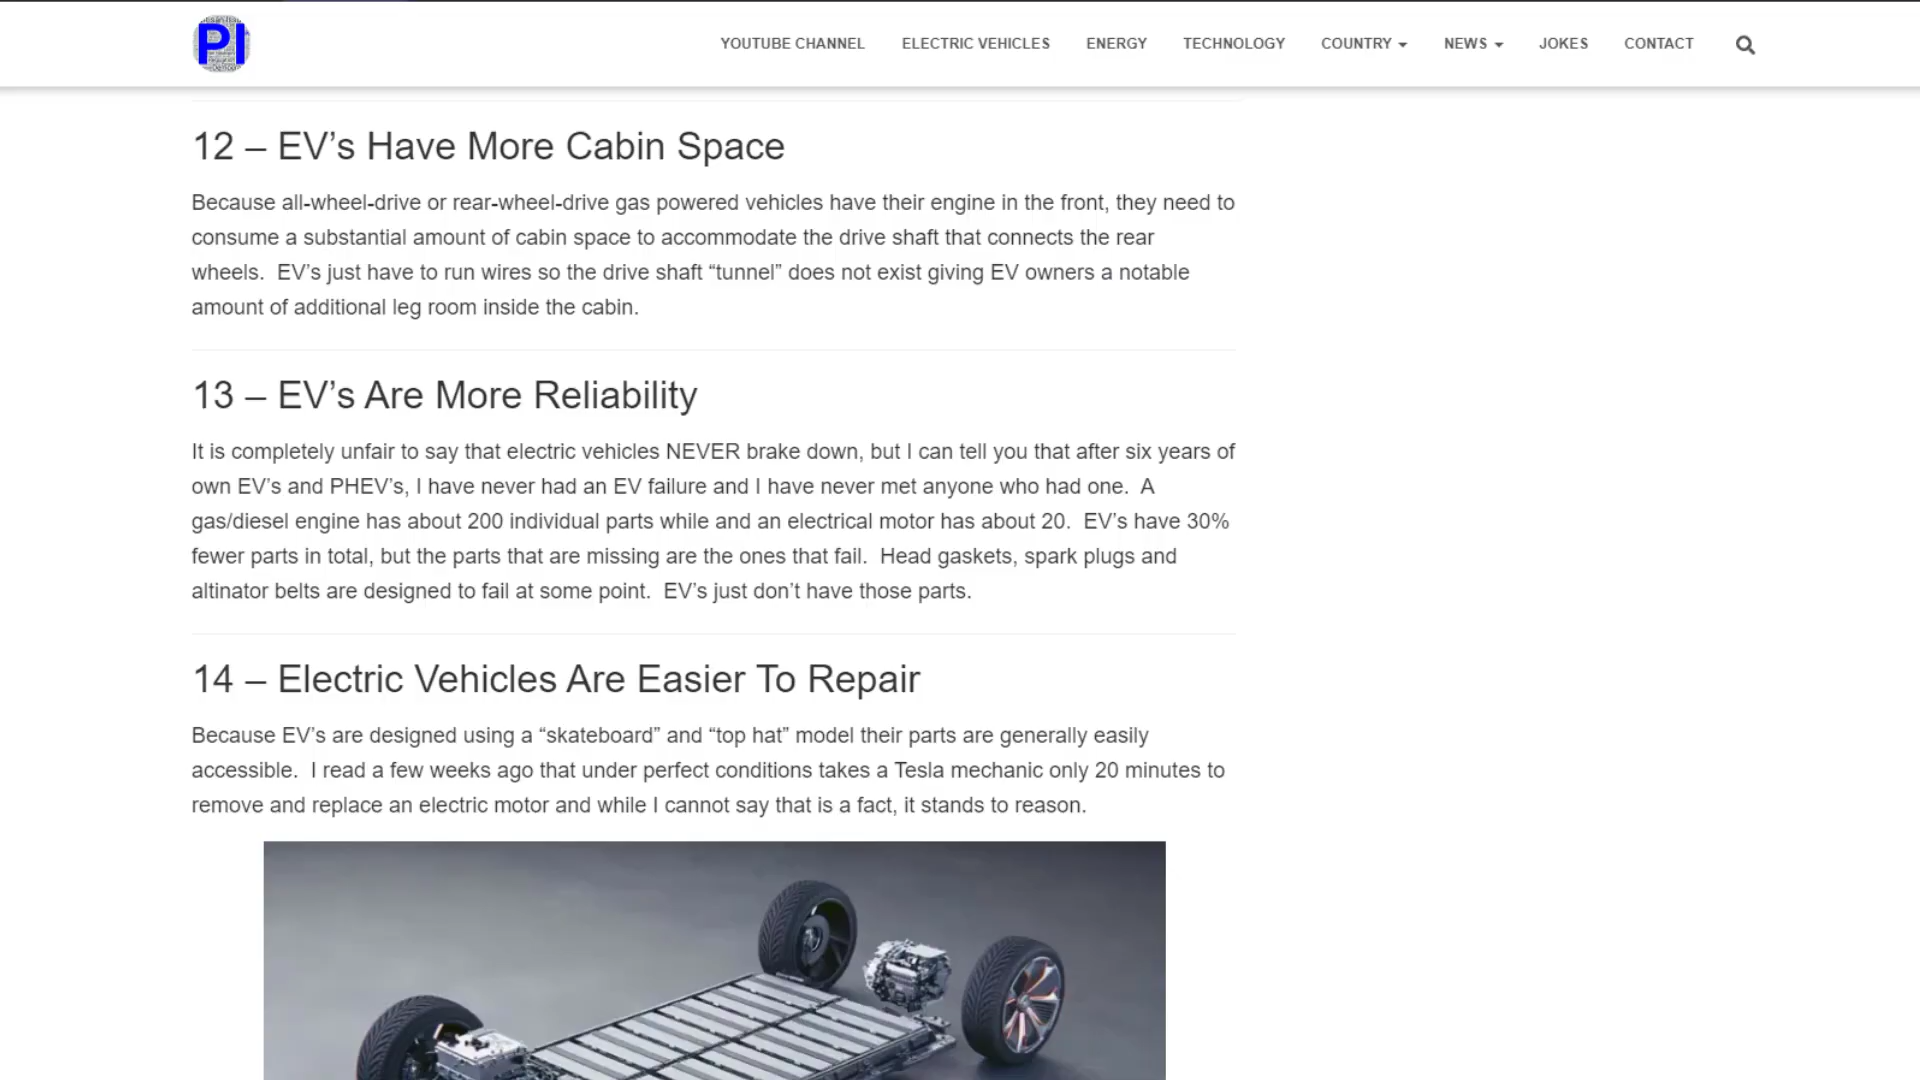 PI
YOUTUBE CHANNEL ELECTRIC VEHICLES ENERGY TECHNOLOGY COUNTRY NEWS JOKES CONTACT
12 – EV’s Have More Cabin Space
Because all-wheel-drive or rear-wheel-drive gas powered vehicles have their engine in the front, they need to
consume a substantial amount of cabin space to accommodate the drive shaft that connects the rear
wheels.  EV’s just have to run wires so the drive shaft “tunnel” does not exist giving EV owners a notable
amount of additional leg room inside the cabin.
13 – EV’s Are More Reliability
It is completely unfair to say that electric vehicles NEVER brake down, but I can tell you that after six years of
own EV’s and PHEV’s, I have never had an EV failure and I have never met anyone who had one.  A
gas/diesel engine has about 200 individual parts while and an electrical motor has about 20.  EV’s have 30%
fewer parts in total, but the parts that are missing are the ones that fail.  Head gaskets, spark plugs and
altinator belts are designed to fail at some point.  EV’s just don’t have those parts.
14 – Electric Vehicles Are Easier To Repair
Because EV’s are designed using a “skateboard” and “top hat” model their parts are generally easily
accessible.  I read a few weeks ago that under perfect conditions takes a Tesla mechanic only 20 minutes to
remove and replace an electric motor and while I cannot say that is a fact, it stands to reason.